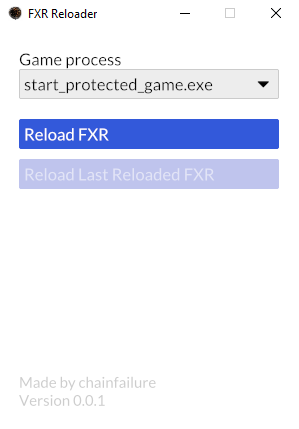 FXR Reloader
Game process
start_protected_game.exe
Reload FXR
Reload Last Reloaded FXR
Made by chainfailure
Version 0.0.1